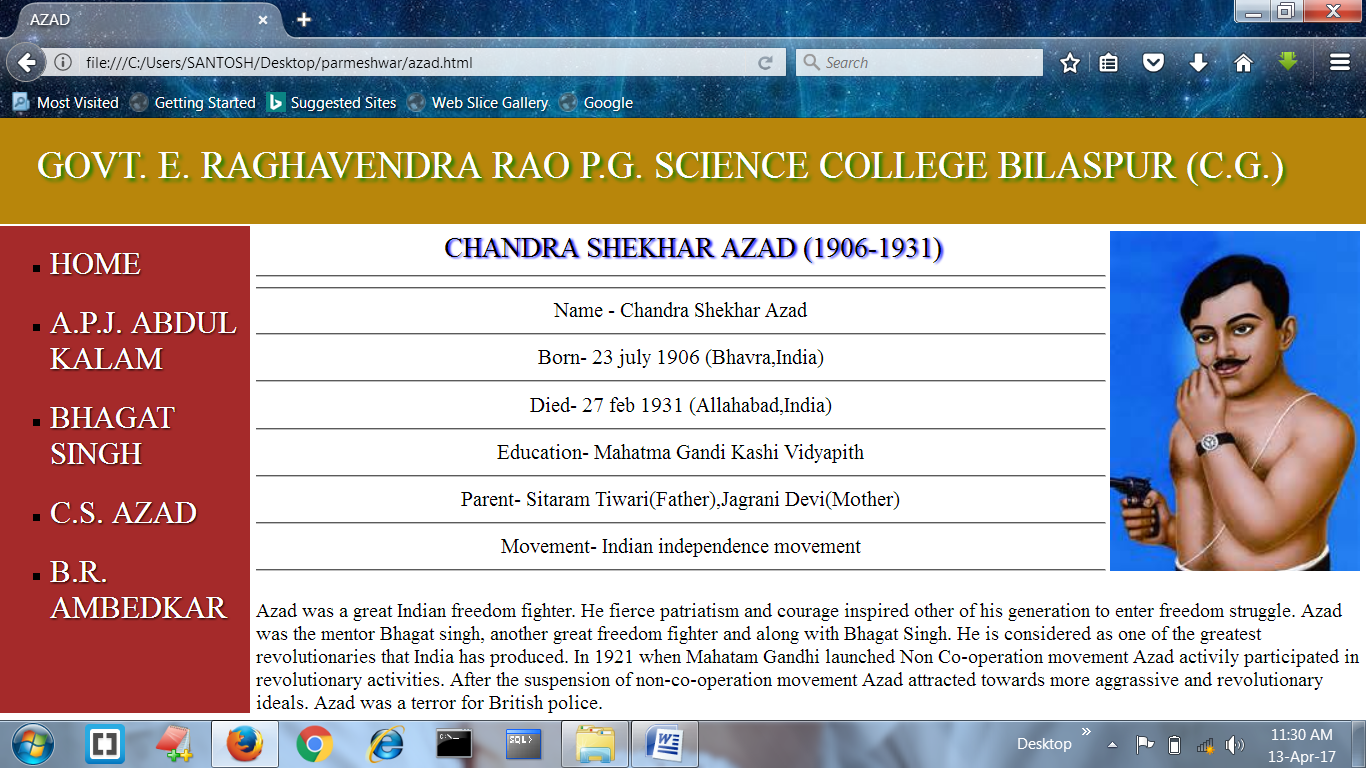 AZAD
file:///C:/Users/SANTOSH/Desktop/parmeshwar/azad.html
Search
Most Visited Getting Started Suggested Sites Web Slice Gallery Google
GOVT. E. RAGHAVENDRA RAO P.G. SCIENCE COLLEGE BILASPUR (C.G.)
HOME
A.P.J. ABDUL
KALAM
BHAGAT
SINGH
C.S. AZAD
B.R.
AMBEDKAR
CHANDRA SHEKHAR AZAD (1906-1931)
Name - Chandra Shekhar Azad
Born- 23 july 1906 (Bhavra,India)
Died- 27 feb 1931 (Allahabad,India)
Education- Mahatma Gandi Kashi Vidyapith
Parent- Sitaram Tiwari(Father),Jagrani Devi(Mother)
Movement- Indian independence movement
Azad was a great Indian freedom fighter. He fierce patriatism and courage inspired other of his generation to enter freedom struggle. Azad
was the mentor Bhagat singh, another great freedom fighter and along with Bhagat Singh. He is considered as one of the greatest
revolutionaries that India has produced. In 1921 when Mahatam Gandhi launched Non Co-operation movement Azad activily participated in
revolutionary activities. After the suspension of non-co-operation movement Azad attracted towards more aggrassive and revolutionary
ideals. Azad was a terror for British police.
C:\.
SQL>
Desktop
11:30 AM
13-Apr-17